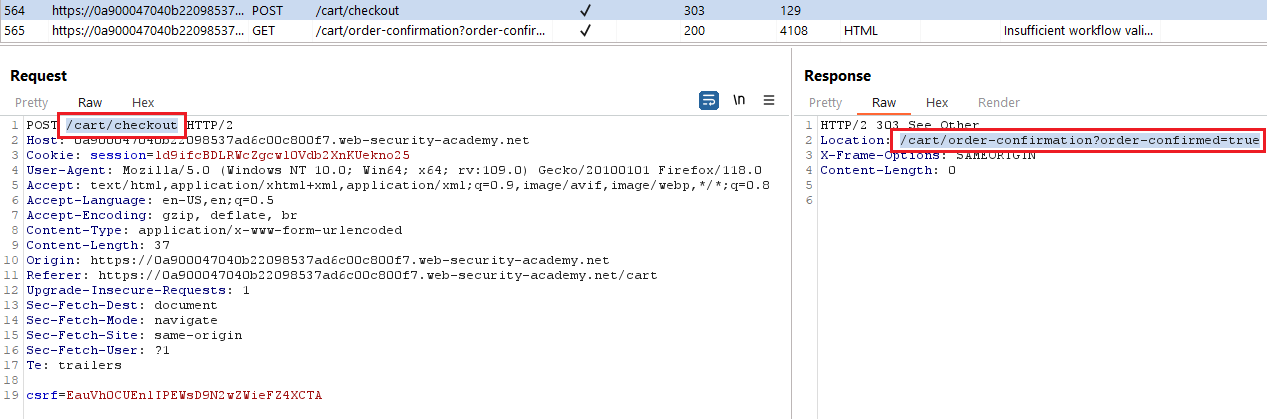 564 https://0a900047040b22098537... POST /cart/checkout ✓ 303 129
565 https://0a900047040b22098537... GET /cart/order-confirmation?order-confir... ✓ 200 4108 HTML Insufficient workflow vali...
Request
Pretty Raw Hex
\n
1 POST /cart/checkout HTTP/2
2 Host: 0a900047040b22098537ad6c00c800f7.web-security-academy.net
3 Cookie: session=ld9ifcBDLRWcZgcwlOVdb2XnKUekno25
4 User-Agent: Mozilla/5.0 (Windows NT 10.0; Win64; x64; rv:109.0) Gecko/20100101 Firefox/118.0
5 Accept: text/html,application/xhtml+xml,application/xml;q=0.9,image/avif,image/webp,*/*;q=0.8
6 Accept-Language: en-US,en;q=0.5
7 Accept-Encoding: gzip, deflate, br
8 Content-Type: application/x-www-form-urlencoded
9 Content-Length: 37
10 Origin: https://0a900047040b22098537ad6c00c800f7.web-security-academy.net
11 Referer: https://0a900047040b22098537ad6c00c800f7.web-security-academy.net/cart
12 Upgrade-Insecure-Requests: 1
13 Sec-Fetch-Dest: document
14 Sec-Fetch-Mode: navigate
15 Sec-Fetch-Site: same-origin
16 Sec-Fetch-User: ?1
17 Te: trailers
18
19 csrf=EauVhOCUEnlIPEWsD9N2wZWieFZ4XCTA
Response
Pretty Raw Hex Render
1 HTTP/2 303 See Other
2 Location: /cart/order-confirmation?order-confirmed=true
3 X-Frame-Options: SAMEORIGIN
4 Content-Length: 0
5
6